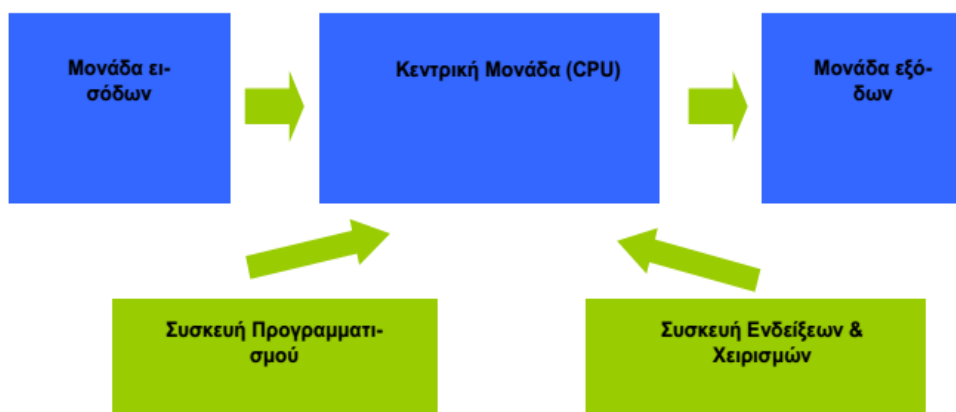 Μονάδα ει-
σόδων
Κεντρική Μονάδα (CPU)
Μονάδα εξό-
δων
Συσκευή Προγραμματι-
σμού
Συσκευή Ενδείξεων &
Χειρισμών